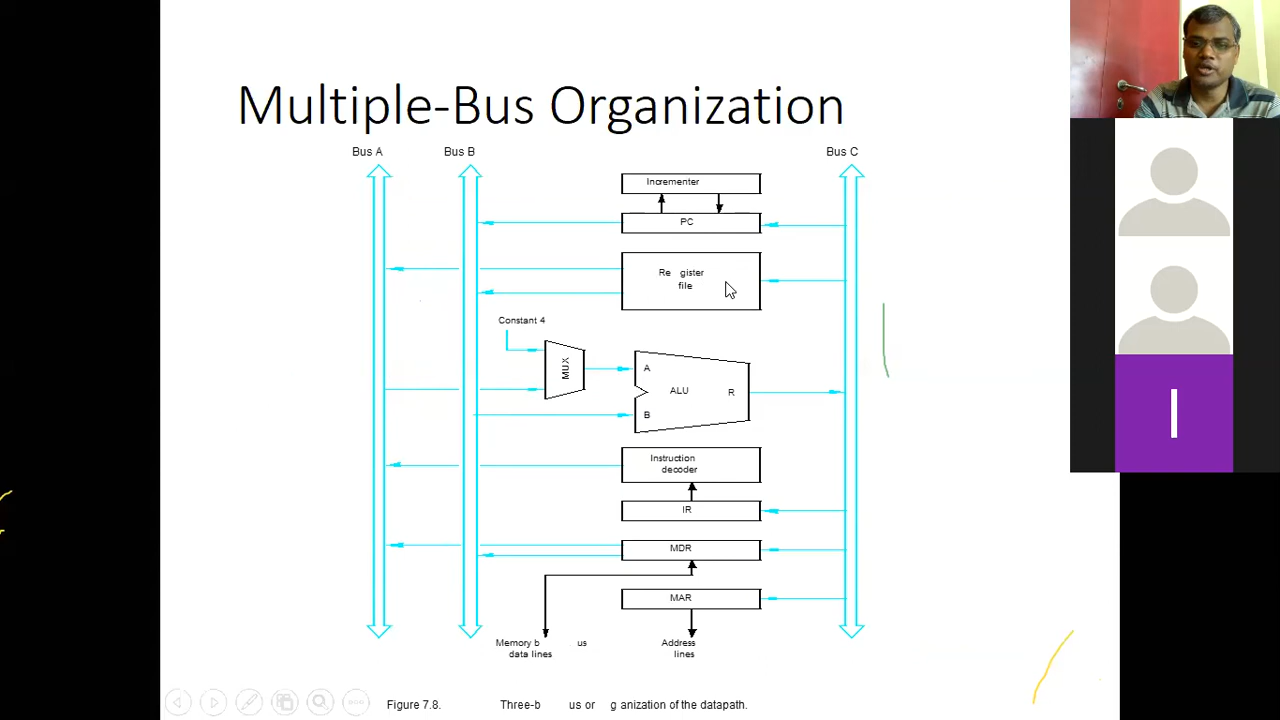 Multiple-Bus Organization
Bus A
Bus B
Bus C
Incrementer
PC
Re gister
file
Constant 4
MUX
A
ALU
R
B
Instruction
decoder
IR
MDR
MAR
Memory b us
data lines
Address
lines
Figure 7.8. Three-b us or g anization of the datapath.
I